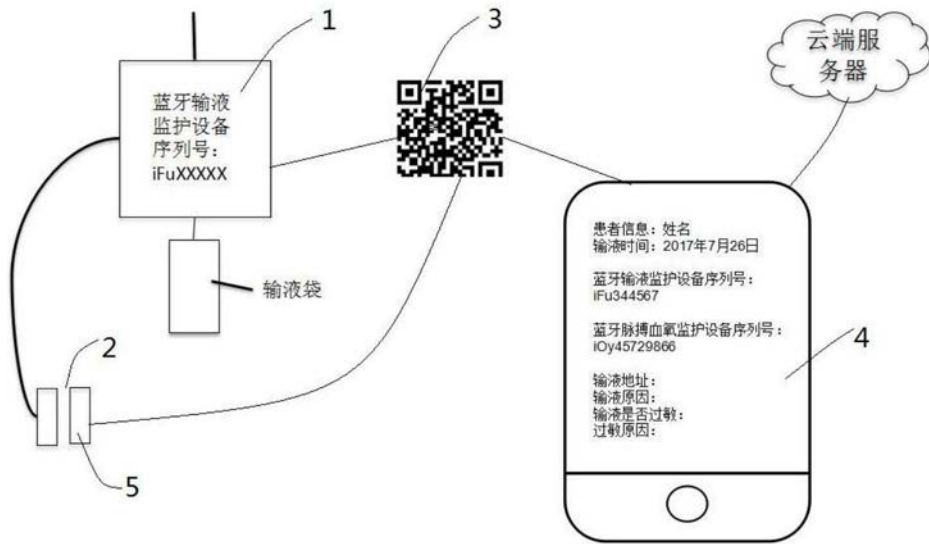 1
3
云端服
务器
蓝牙输液
监护设备
序列号：
iFuXXXXX
输液袋
患者信息：姓名
输液时间：2017年7月26日
蓝牙输液监护设备序列号：
iFu344567
蓝牙脉搏血氧监护设备序列号：
iOy45729866
输液地址：
输液原因：
输液是否过敏：
过敏原因：
4
2
5